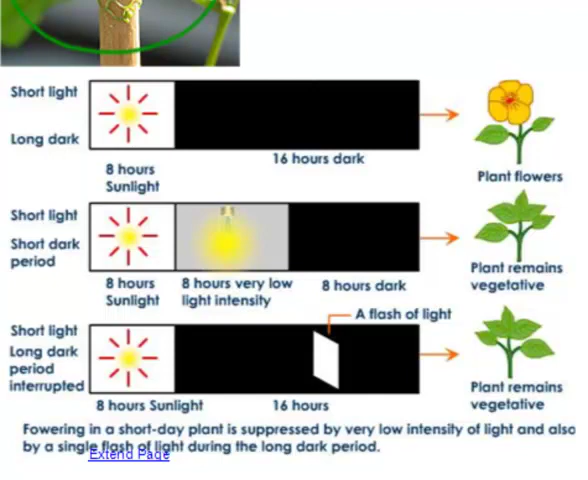 Short light
Long dark
8 hours
Sunlight
16 hours dark
Plant flowers
Short light
Short dark
period
8 hours
Sunlight
8 hours very low
light intensity
8 hours dark
Plant remains
vegetative
A flash of light
Short light
Long dark
period
interrupted
8 hours Sunlight
16 hours
Plant remains
vegetative
Fowering in a short-day plant is suppressed by very low intensity of light and also
by a single flash of light during the long dark period.
Extend Page